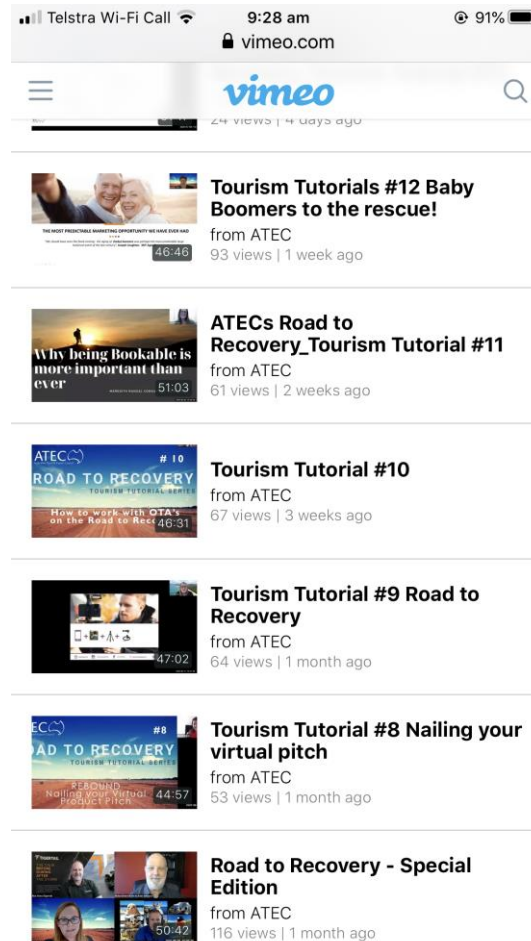 Telstra Wi-Fi Call 9:28 am 91%
vimeo.com
vimeo
24 views | 4 days ago
Tourism Tutorials #12 Baby
Boomers to the rescue!
from ATEC
93 views | 1 week ago
THE MOST PREDICTABLE MARKETING OPPORTUNITY WE HAVE EVER HAD
46:46
ATECs Road to
Recovery_Tourism Tutorial #11
from ATEC
61 views | 2 weeks ago
Why being Bookable is
more important than
ever
51:03
Tourism Tutorial #10
from ATEC
67 views | 3 weeks ago
ATEC
#10
ROAD TO RECOVERY
TOURISM TUTORIAL SERIES
How to work with OTA's
on the Road to Rec
46:31
Tourism Tutorial #9 Road to
Recovery
from ATEC
64 views | 1 month ago
47:02
Tourism Tutorial #8 Nailing your
virtual pitch
from ATEC
53 views | 1 month ago
EC
#8
OAD TO RECOVERY
TOURISM TUTORIAL SERIES
REBOUND
Nailing your Virtual
Product Pitch
44:57
Road to Recovery - Special
Edition
from ATEC
116 views | 1 month ago
50:42